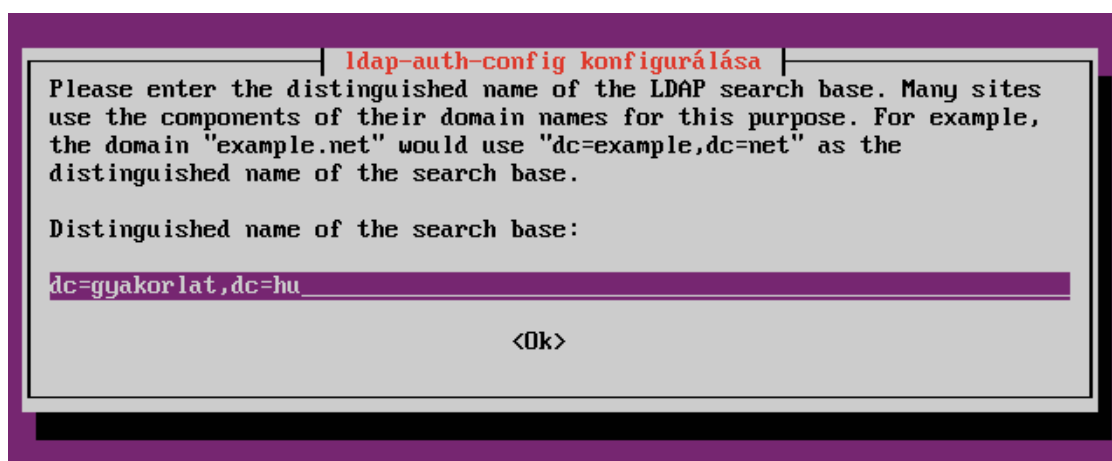 ldap-auth-config konfigurálása
Please enter the distinguished name of the LDAP search base. Many sites
use the components of their domain names for this purpose. For example,
the domain "example.net" would use "dc=example,dc=net" as the
distinguished name of the search base.
Distinguished name of the search base:
dc=gyakorlat,dc=hu
<Ok>